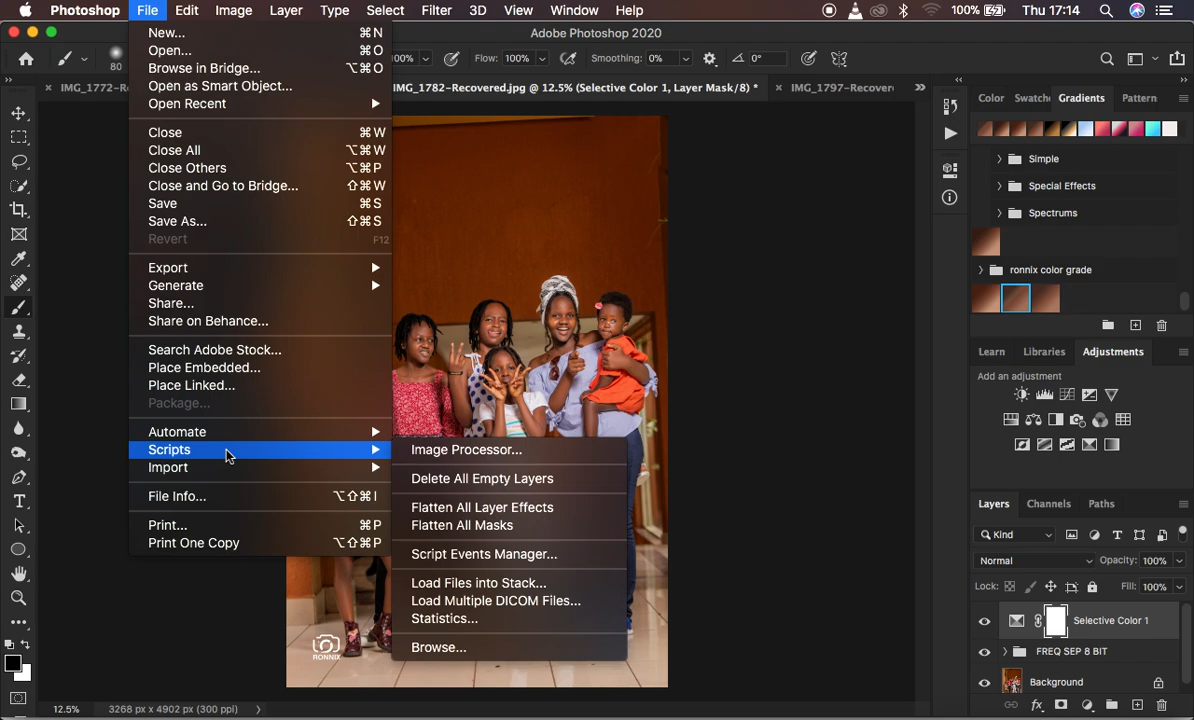 Photoshop File Edit Image Layer Type Select Filter 3D View Window Help 100% Thu 17:14
Adobe Photoshop 2020
80 100% Flow: 100% Smoothing: 0% 0°
IMG_1772-R IMG_1782-Recovered.jpg @ 12.5% (Selective Color 1, Layer Mask/8) * IMG_1797-Recover
New... ⌘N
Open... ⌘O
Browse in Bridge... ⌥⌘O
Open as Smart Object...
Open Recent
Close ⌘W
Close All ⌥⌘W
Close Others ⌥⌘P
Close and Go to Bridge... ⇧⌘W
Save ⌘S
Save As... ⇧⌘S
Revert F12
Export
Generate
Share...
Share on Behance...
Search Adobe Stock...
Place Embedded...
Place Linked...
Package...
Automate
Scripts
Import
File Info... ⌥⇧⌘I
Print... ⌘P
Print One Copy ⌥⇧⌘P
Image Processor...
Delete All Empty Layers
Flatten All Layer Effects
Flatten All Masks
Script Events Manager...
Load Files into Stack...
Load Multiple DICOM Files...
Statistics...
Browse...
RONNIX
12.5% 3268 px x 4902 px (300 ppi)
Color Swatche Gradients Pattern
Simple
Special Effects
Spectrums
ronnix color grade
Learn Libraries Adjustments
Add an adjustment
Layers Channels Paths
Kind
Normal Opacity: 100%
Lock: Fill: 100%
Selective Color 1
FREQ SEP 8 BIT
Background